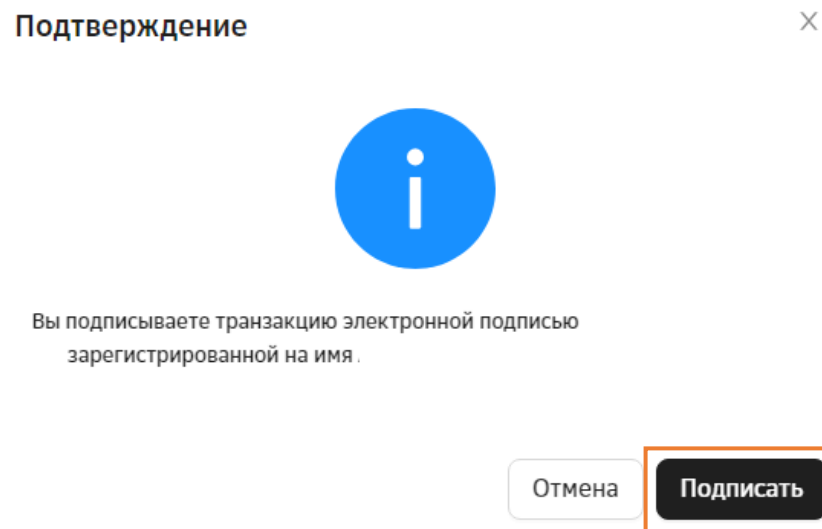 Подтверждение
Вы подписываете транзакцию электронной подписью
зарегистрированной на имя .
Отмена
Подписать